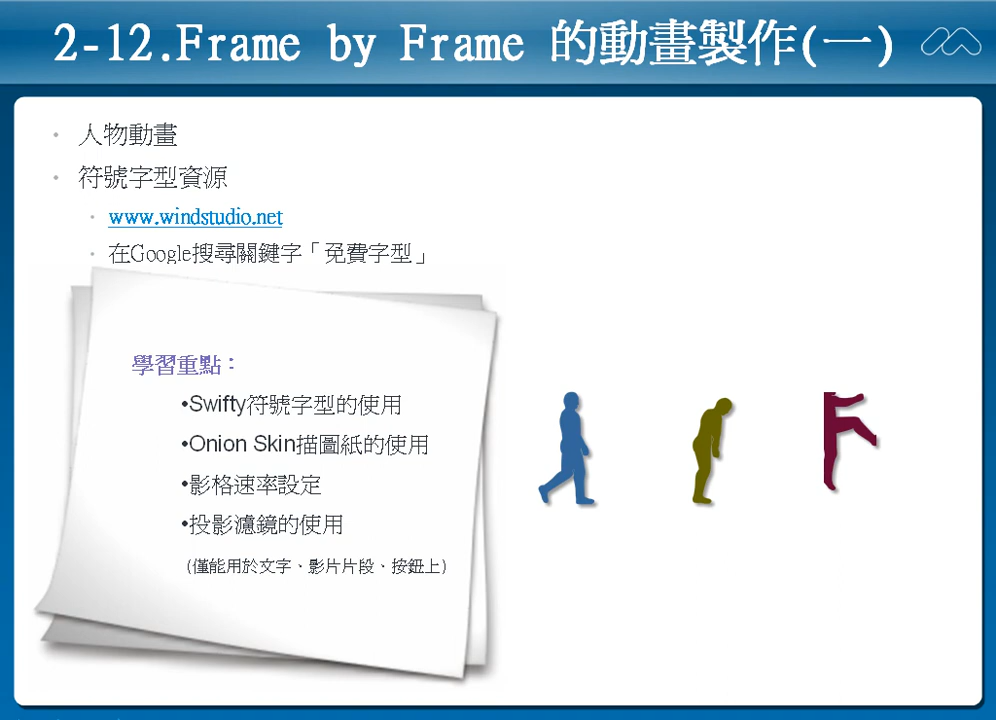 2-12.Frame by Frame 的動畫製作(一)
• 人物動畫
• 符號字型資源
• www.windstudio.net
• 在Google搜尋關鍵字「免費字型」
學習重點：
•Swifty符號字型的使用
•Onion Skin描圖紙的使用
•影格速率設定
•投影濾鏡的使用
(僅能用於文字、影片片段、按鈕上)